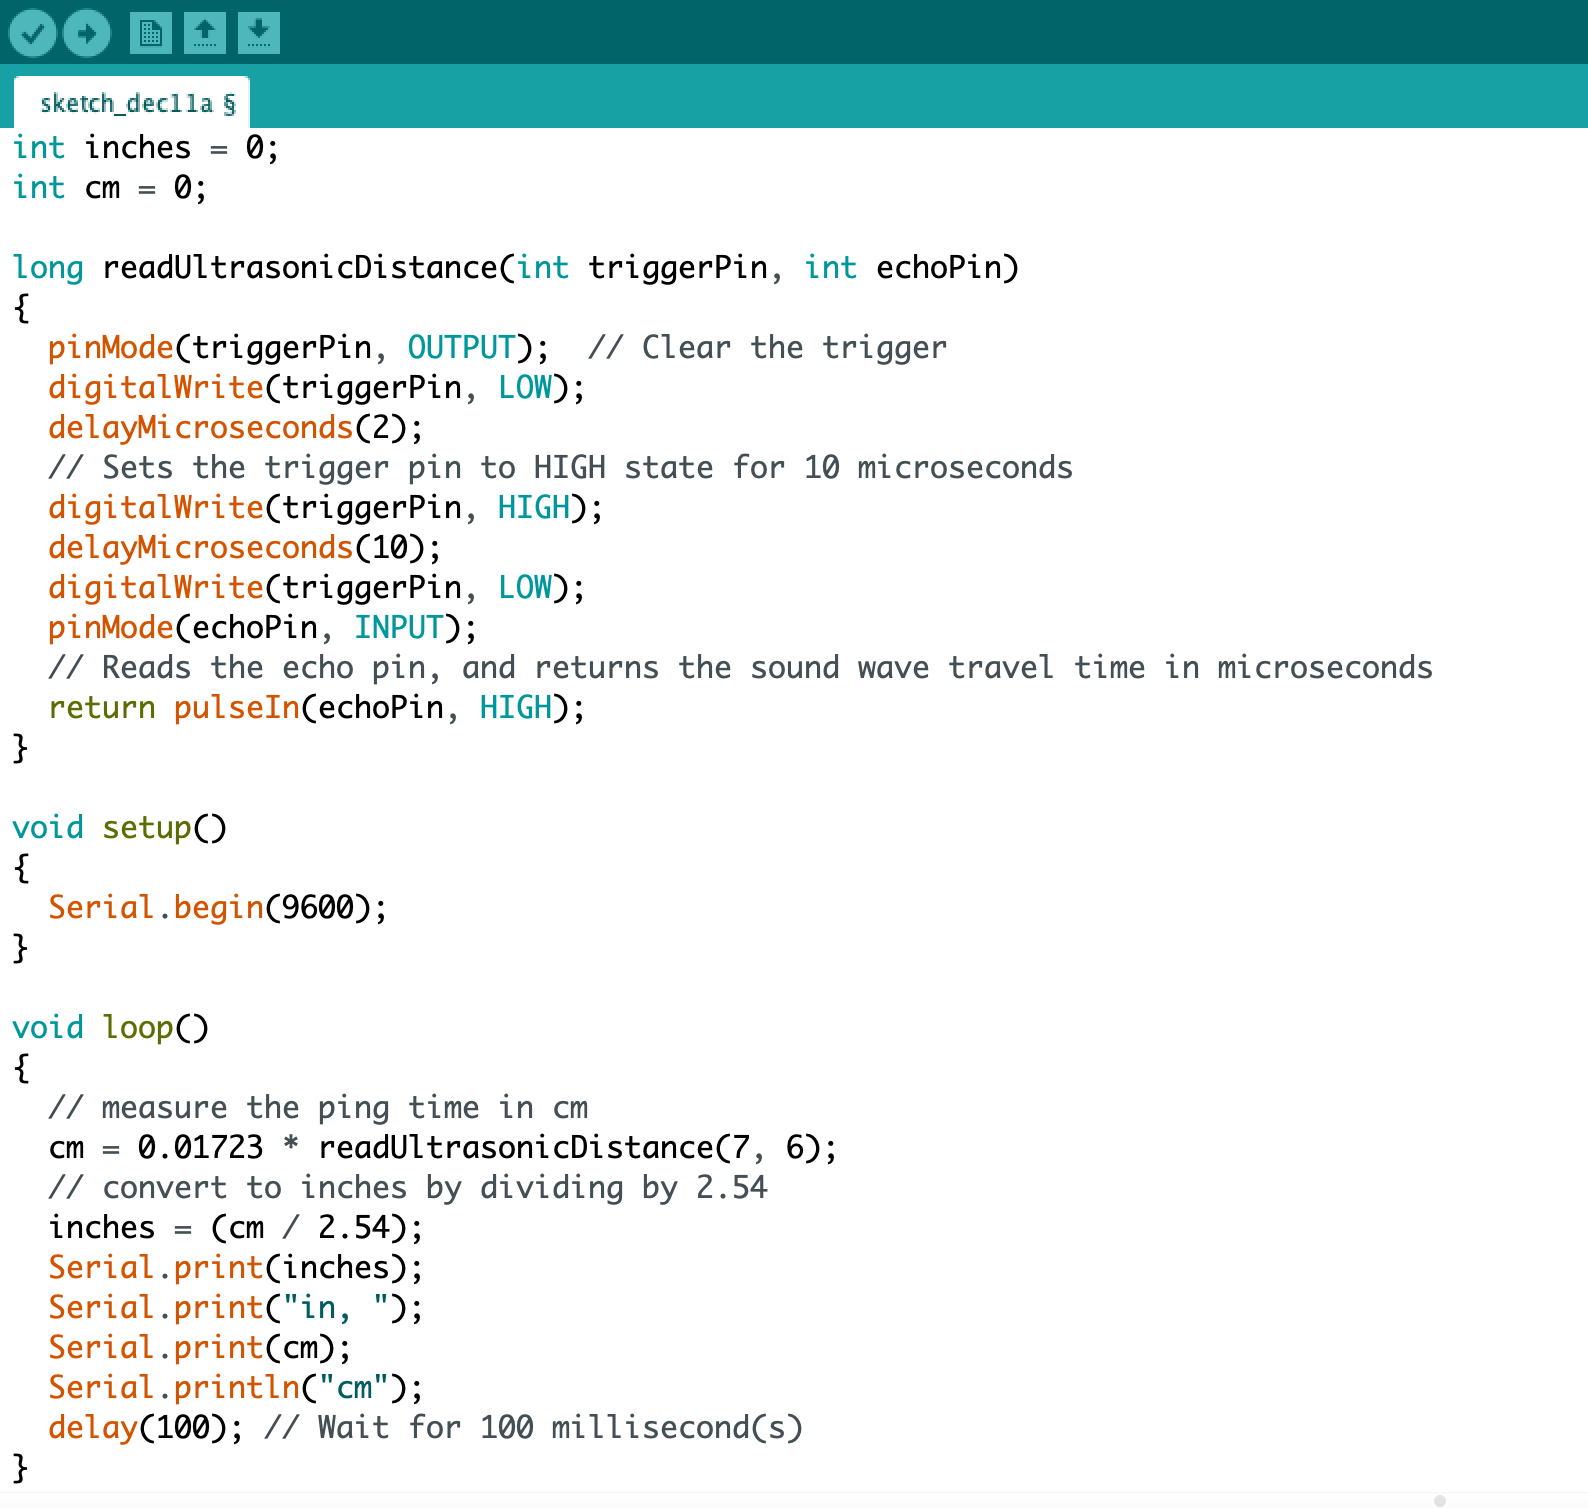 sketch_dec11a §
int inches = 0;
int cm = 0;
long readUltrasonicDistance(int triggerPin, int echoPin)
{
  pinMode(triggerPin, OUTPUT);  // Clear the trigger
  digitalWrite(triggerPin, LOW);
  delayMicroseconds(2);
  // Sets the trigger pin to HIGH state for 10 microseconds
  digitalWrite(triggerPin, HIGH);
  delayMicroseconds(10);
  digitalWrite(triggerPin, LOW);
  pinMode(echoPin, INPUT);
  // Reads the echo pin, and returns the sound wave travel time in microseconds
  return pulseIn(echoPin, HIGH);
}
void setup()
{
  Serial.begin(9600);
}
void loop()
{
  // measure the ping time in cm
  cm = 0.01723 * readUltrasonicDistance(7, 6);
  // convert to inches by dividing by 2.54
  inches = (cm / 2.54);
  Serial.print(inches);
  Serial.print("in, ");
  Serial.print(cm);
  Serial.println("cm");
  delay(100); // Wait for 100 millisecond(s)
}